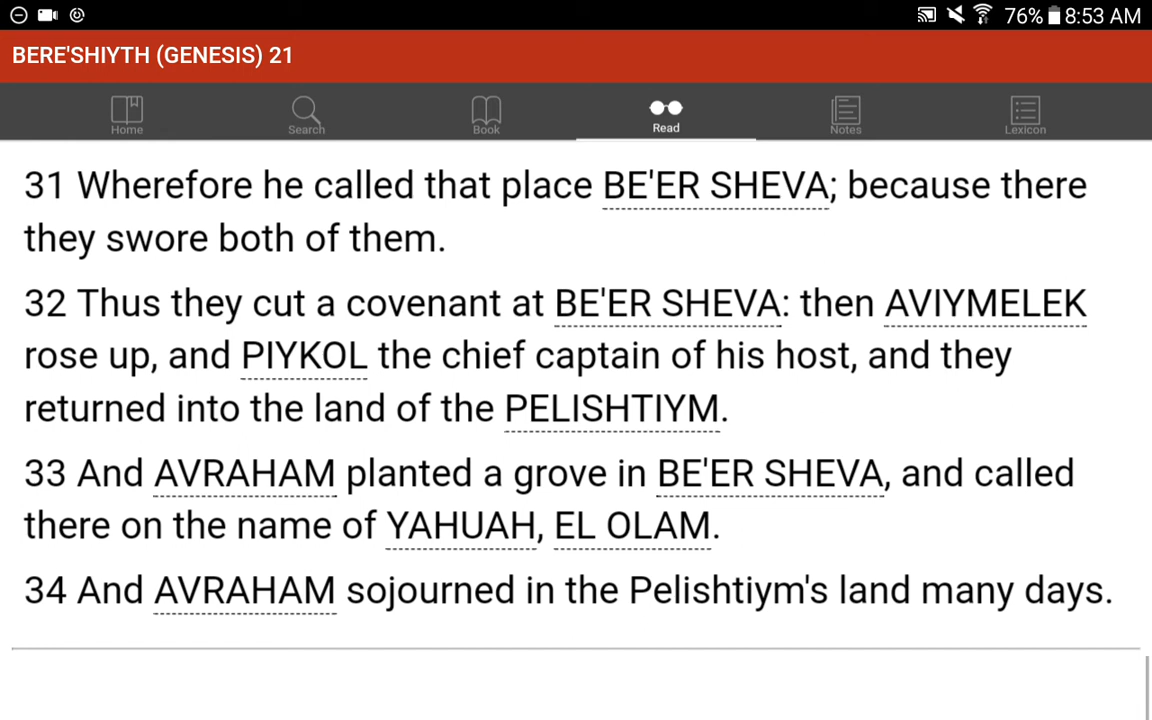 76% 8:53 AM
BERE'SHIYTH (GENESIS) 21
Home Search Book Read Notes Lexicon
31 Wherefore he called that place BE'ER SHEVA; because there
they swore both of them.
32 Thus they cut a covenant at BE'ER SHEVA: then AVIYMELEK
rose up, and PIYKOL the chief captain of his host, and they
returned into the land of the PELISHTIYM.
33 And AVRAHAM planted a grove in BE'ER SHEVA, and called
there on the name of YAHUAH, EL OLAM.
34 And AVRAHAM sojourned in the Pelishtiym's land many days.